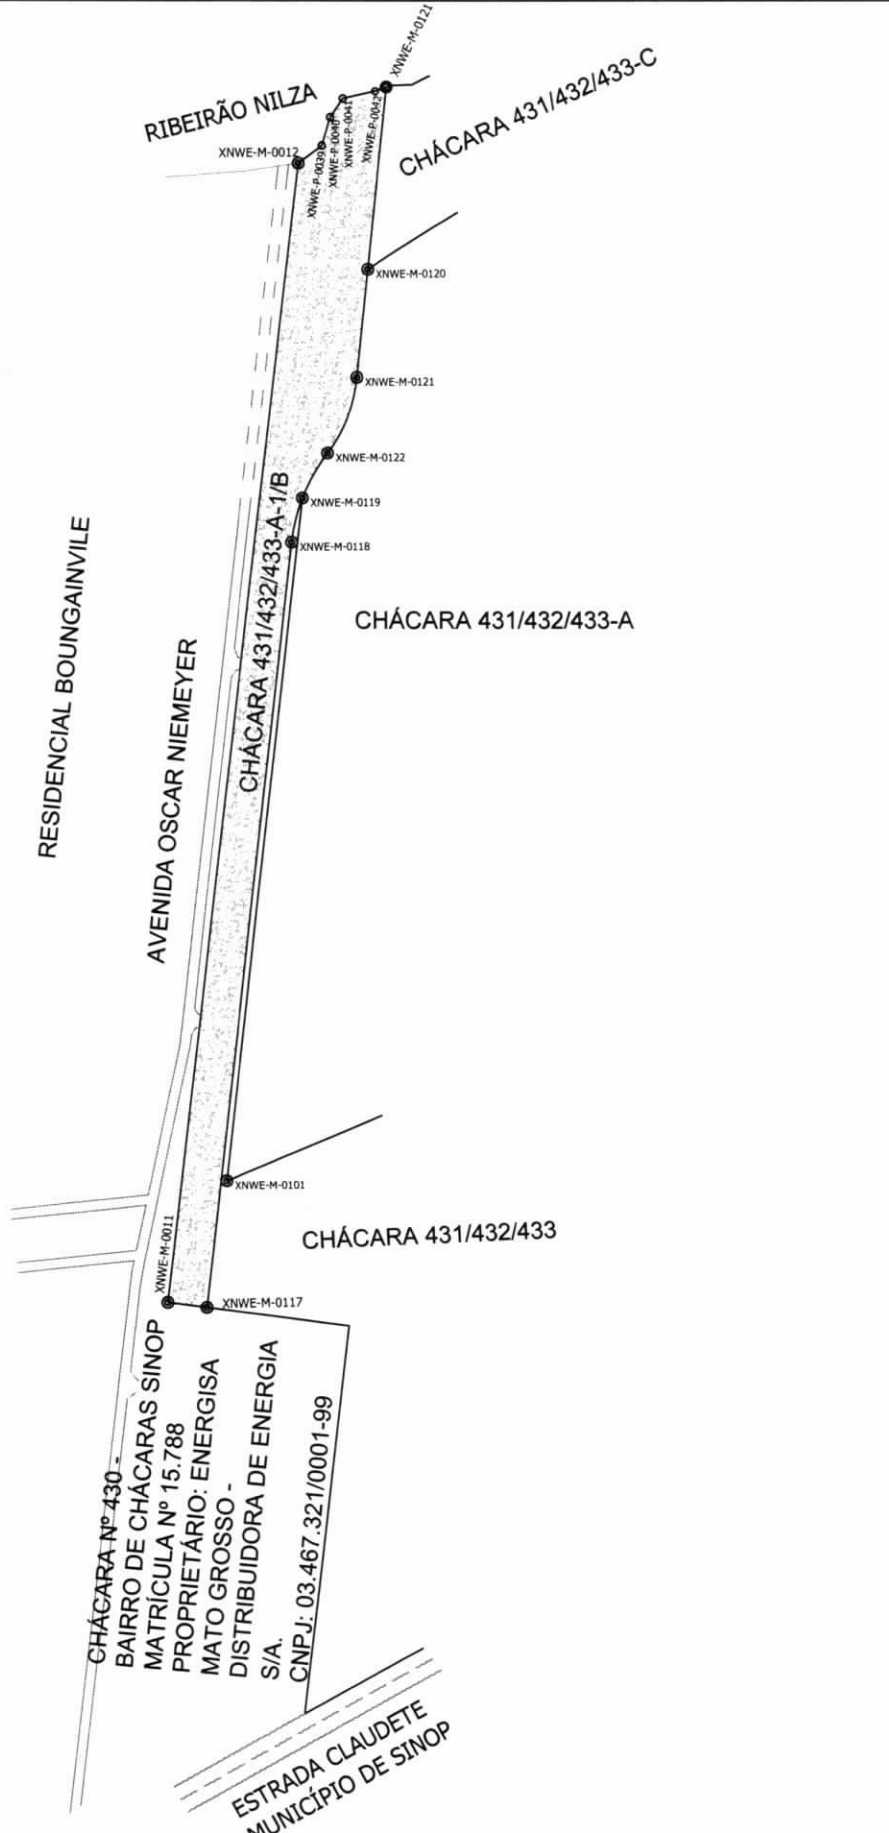 XNWE-M-0121
RIBEIRÃO NILZA
CHÁCARA 431/432/433-C
XNWE-M-0012
XNWE-P-0039
XNWE-P-0040
XNWE-P-0041
XNWE-P-0042
XNWE-M-0120
XNWE-M-0121
XNWE-M-0122
XNWE-M-0119
XNWE-M-0118
CHÁCARA 431/432/433-A-1/B
CHÁCARA 431/432/433-A
RESIDENCIAL BOUNGAINVILE
AVENIDA OSCAR NIEMEYER
XNWE-M-0101
CHÁCARA 431/432/433
XNWE-M-0011
XNWE-M-0117
CHÁCARA Nº 430 -
BAIRRO DE CHÁCARAS SINOP
MATRÍCULA Nº 15.788
PROPRIETÁRIO: ENERGISA
MATO GROSSO -
DISTRIBUIDORA DE ENERGIA
S/A.
CNPJ: 03.467.321/0001-99
ESTRADA CLAUDETE
MUNICÍPIO DE SINOP